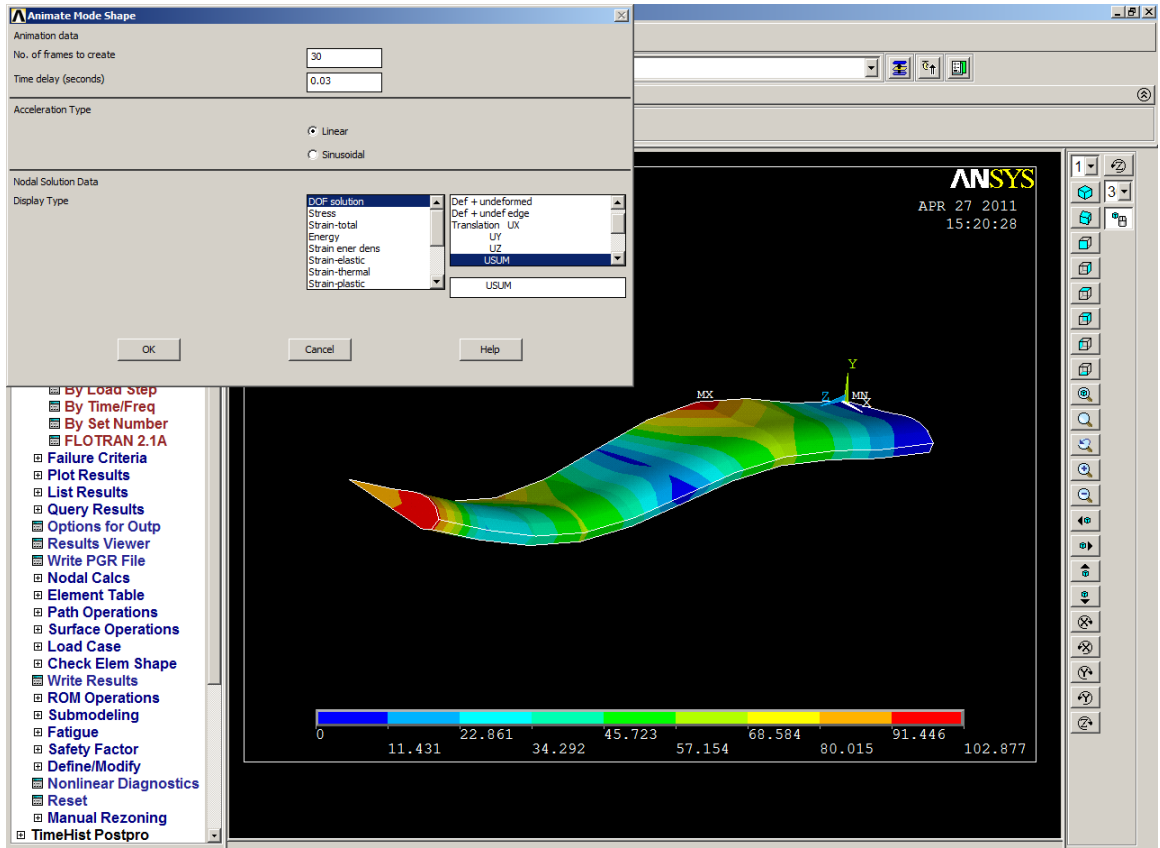 Animate Mode Shape
Animation data
No. of frames to create 30
Time delay (seconds) 0.03
Acceleration Type
Linear
Sinusoidal
Nodal Solution Data
Display Type
DOF solution
Stress
Strain-total
Energy
Strain ener dens
Strain-elastic
Strain-thermal
Strain-plastic
Def + undeformed
Def + undef edge
Translation UX
UY
UZ
USUM
USUM
OK Cancel Help
1
3
ANSYS
APR 27 2011
15:20:28
By Load Step
By Time/Freq
By Set Number
FLOTRAN 2.1A
Failure Criteria
Plot Results
List Results
Query Results
Options for Outp
Results Viewer
Write PGR File
Nodal Calcs
Element Table
Path Operations
Surface Operations
Load Case
Check Elem Shape
Write Results
ROM Operations
Submodeling
Fatigue
Safety Factor
Define/Modify
Nonlinear Diagnostics
Reset
Manual Rezoning
TimeHist Postpro
Y
MX Z MN X
0 22.861 45.723 68.584 91.446
11.431 34.292 57.154 80.015 102.877